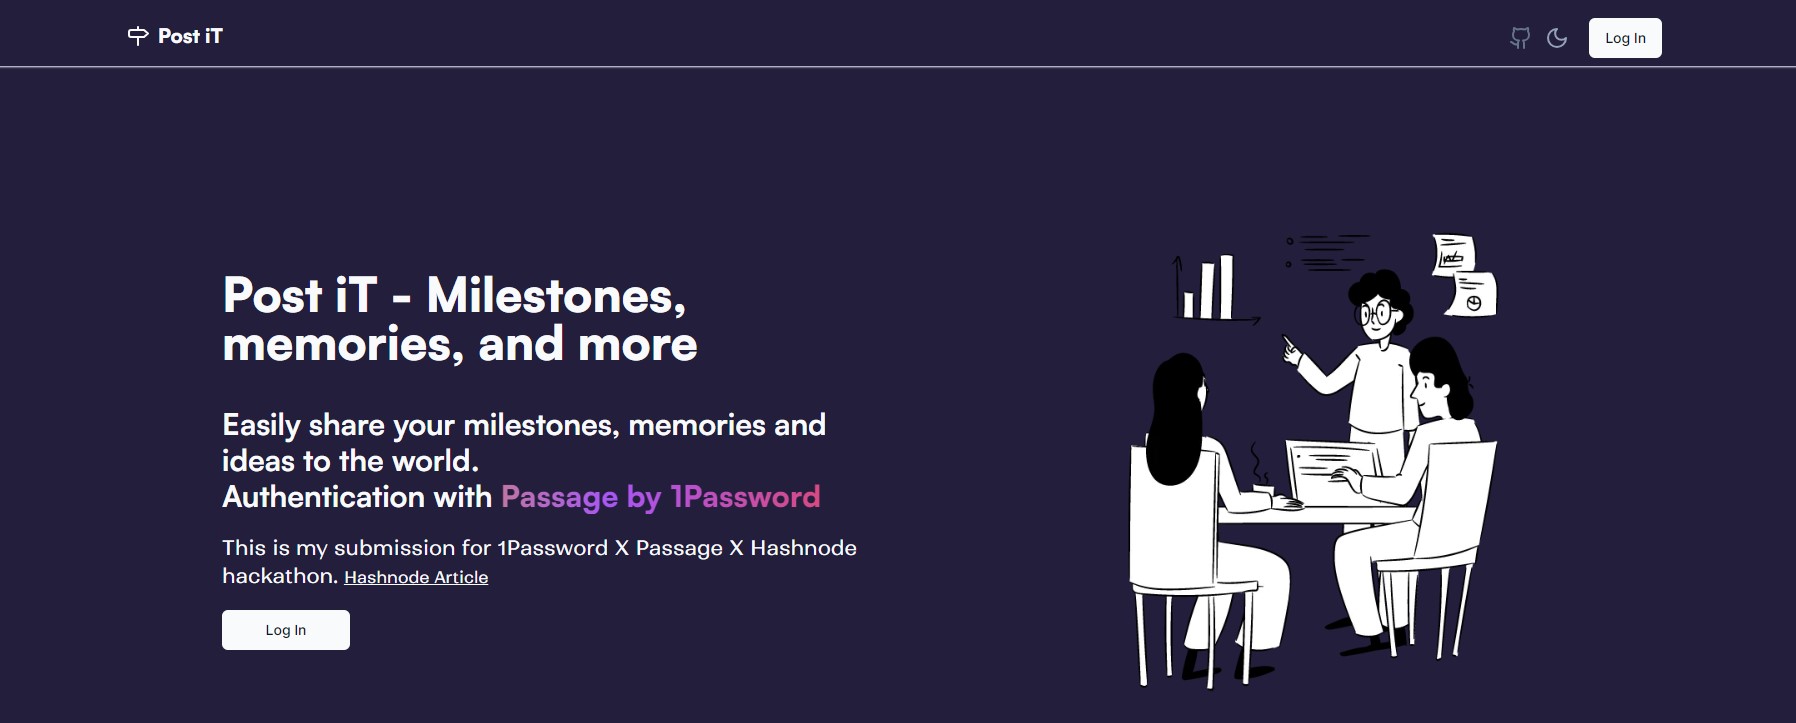 Post iT
Log In
Post iT - Milestones,
memories, and more
Easily share your milestones, memories and
ideas to the world.
Authentication with Passage by 1Password
This is my submission for 1Password X Passage X Hashnode
hackathon. Hashnode Article
Log In